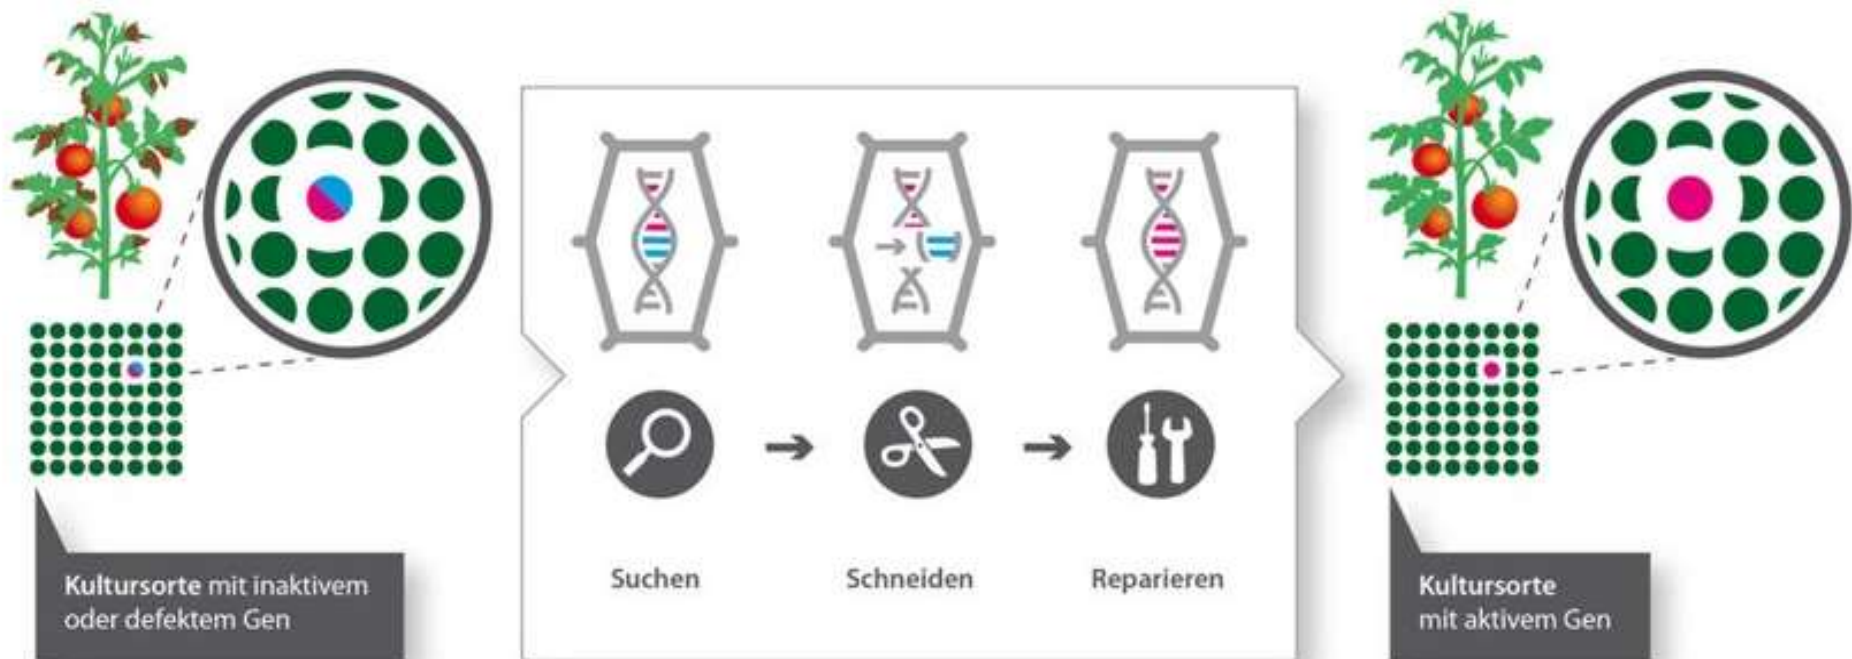 Suchen
Schneiden
Reparieren
Kultursorte mit inaktivem
oder defektem Gen
Kultursorte
mit aktivem Gen